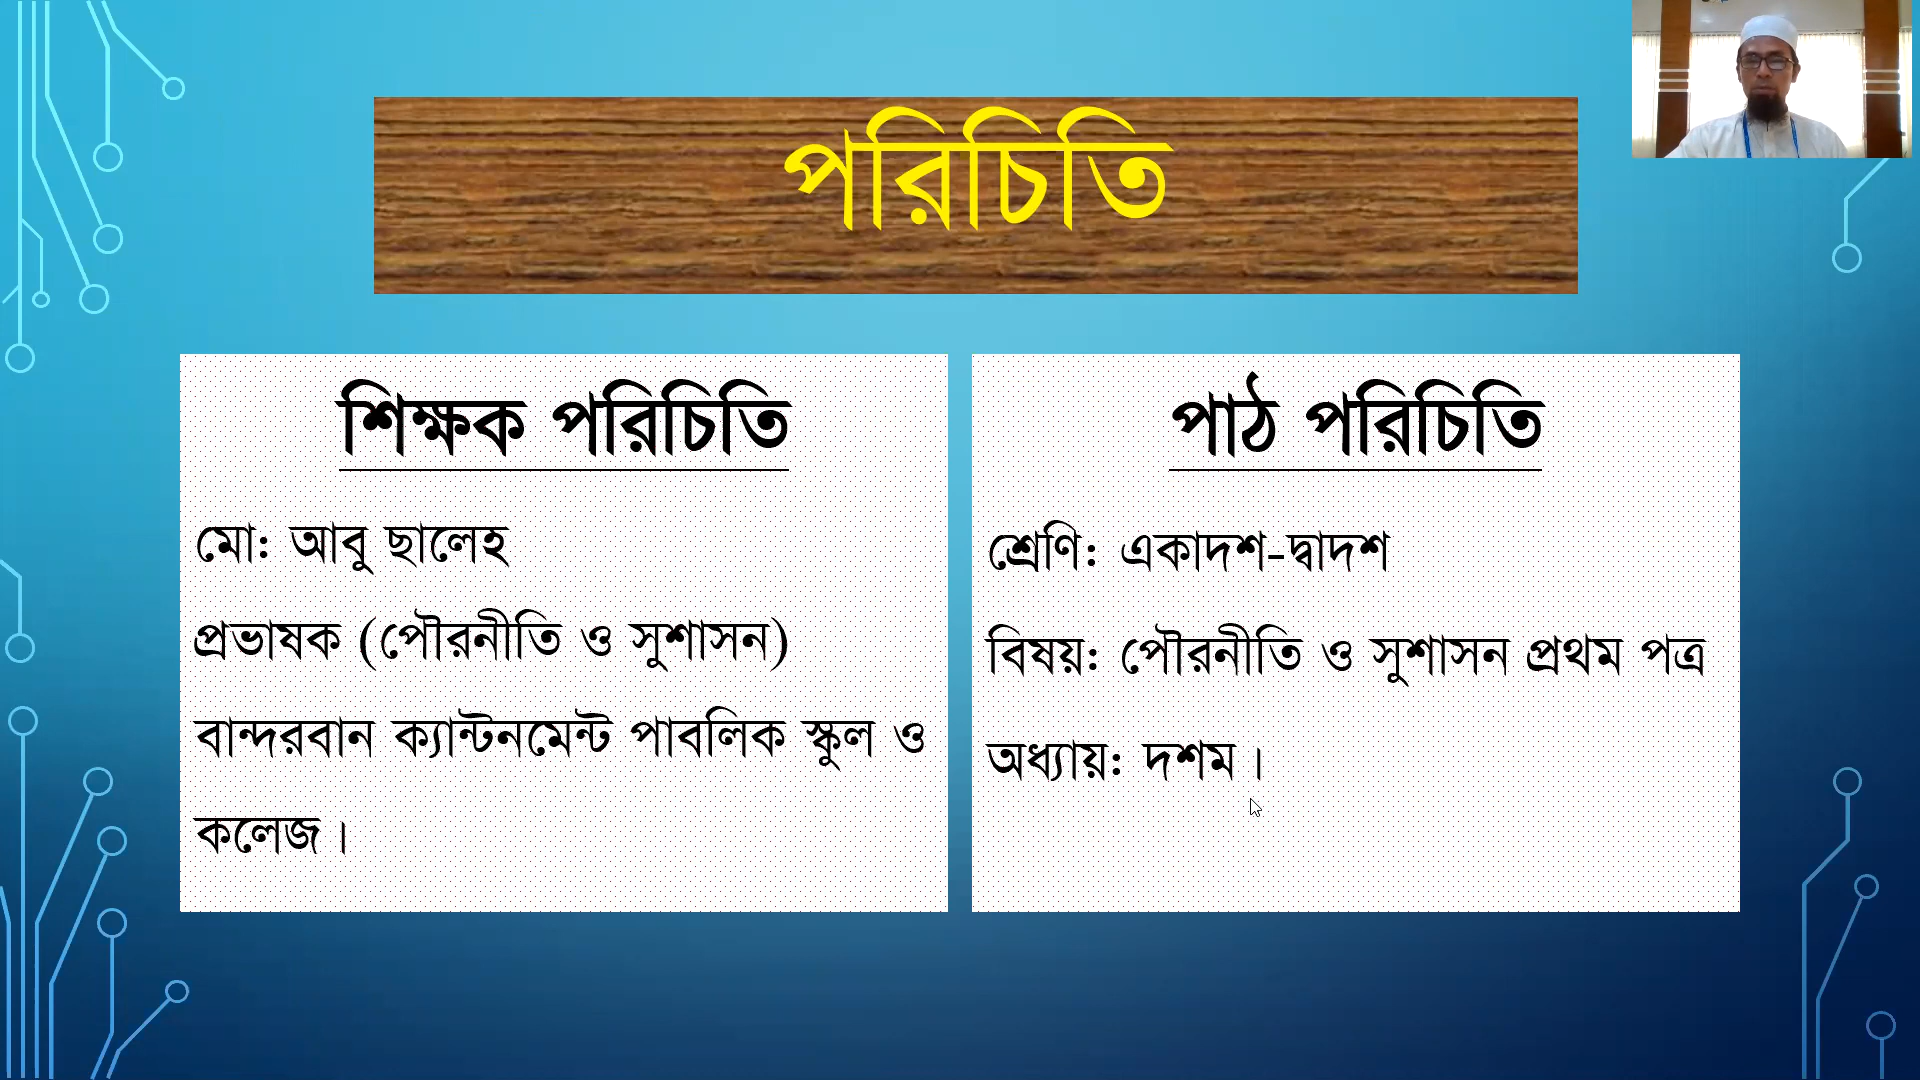 পরিচিতি
শিক্ষক পরিচিতি
মো: আবু ছালেহ
প্রভাষক (পৌরনীতি ও সুশাসন)
বান্দরবান ক্যান্টনমেন্ট পাবলিক স্কুল ও
কলেজ।
পাঠ পরিচিতি
শ্রেণি: একাদশ-দ্বাদশ
বিষয়: পৌরনীতি ও সুশাসন প্রথম পত্র
অধ্যায়: দশম।